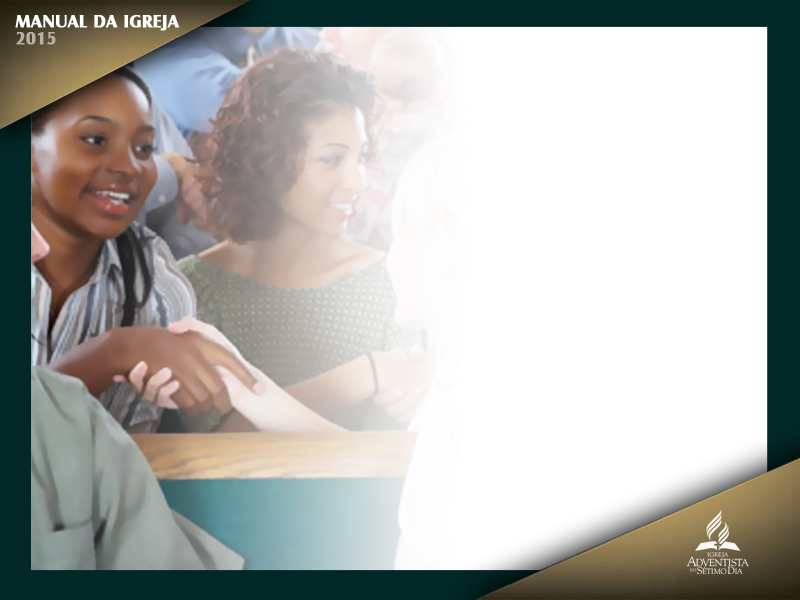 MANUAL DA IGREJA
2015
IGREJA
ADVENTISTA
DO SÉTIMO DIA